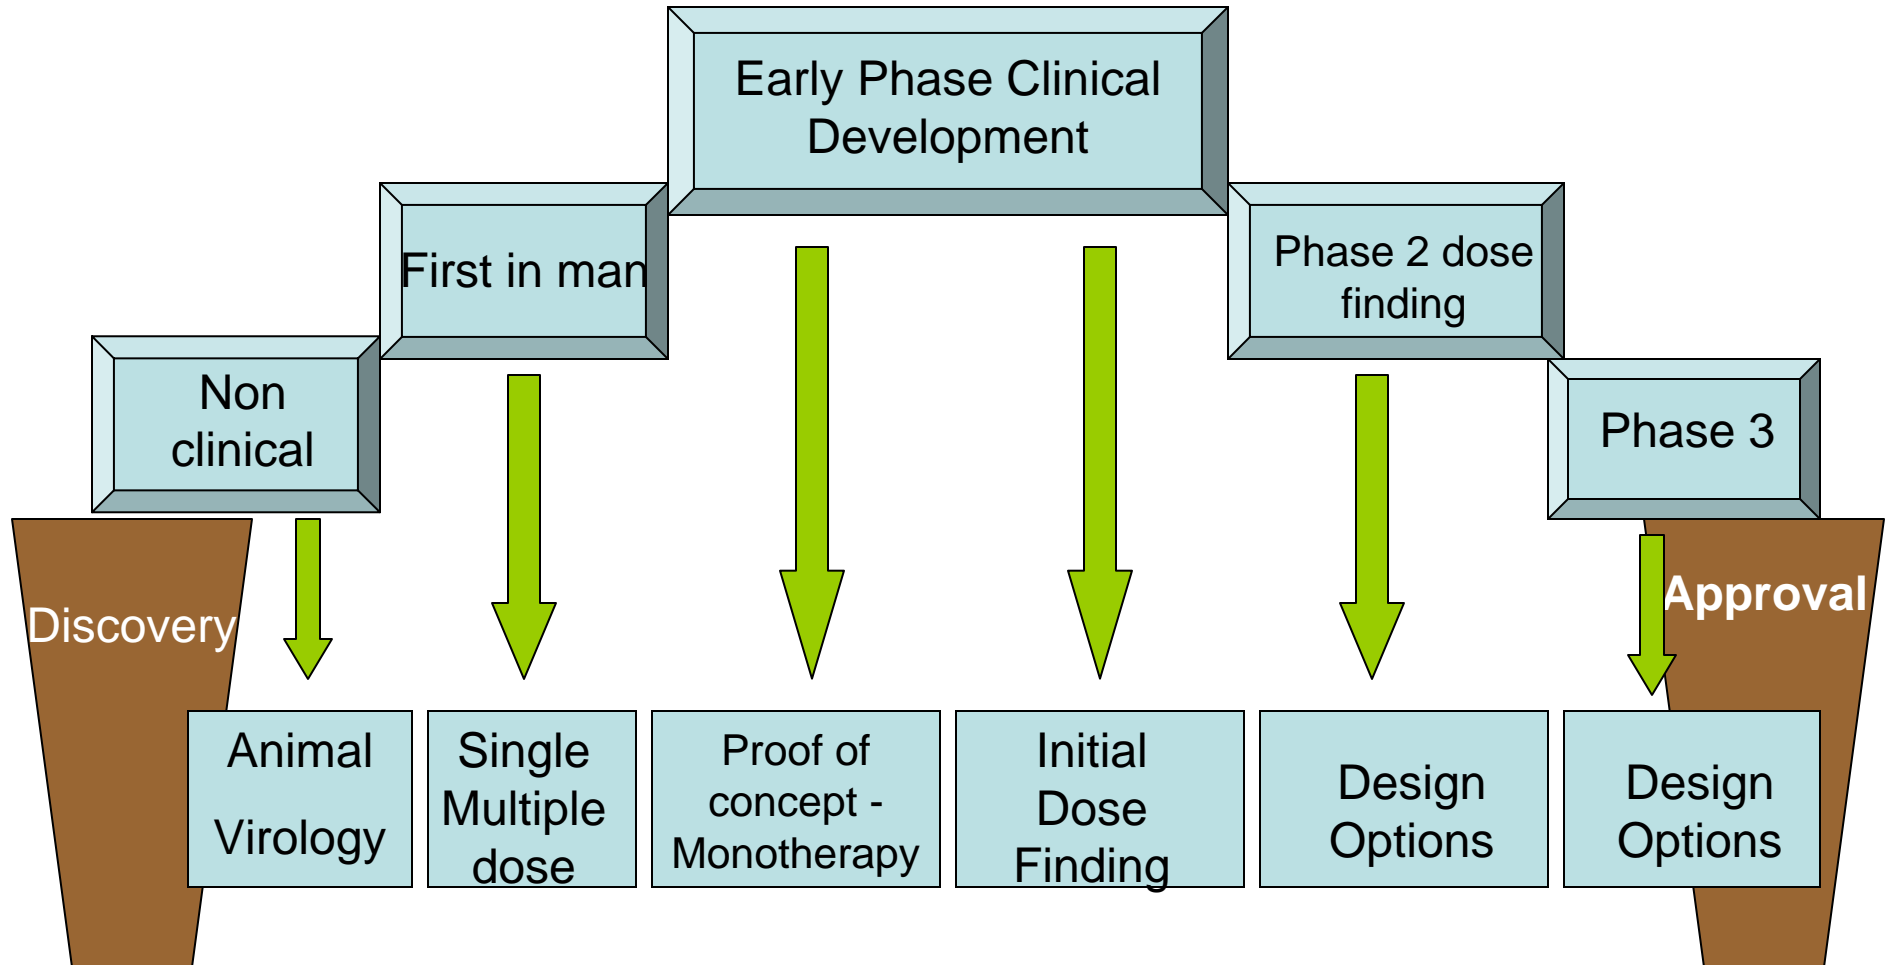 Early Phase Clinical
Development
First in man
Phase 2 dose
finding
Non
clinical
Phase 3
Discovery
Approval
Animal
Virology
Single
Multiple
dose
Proof of
concept -
Monotherapy
Initial
Dose
Finding
Design
Options
Design
Options